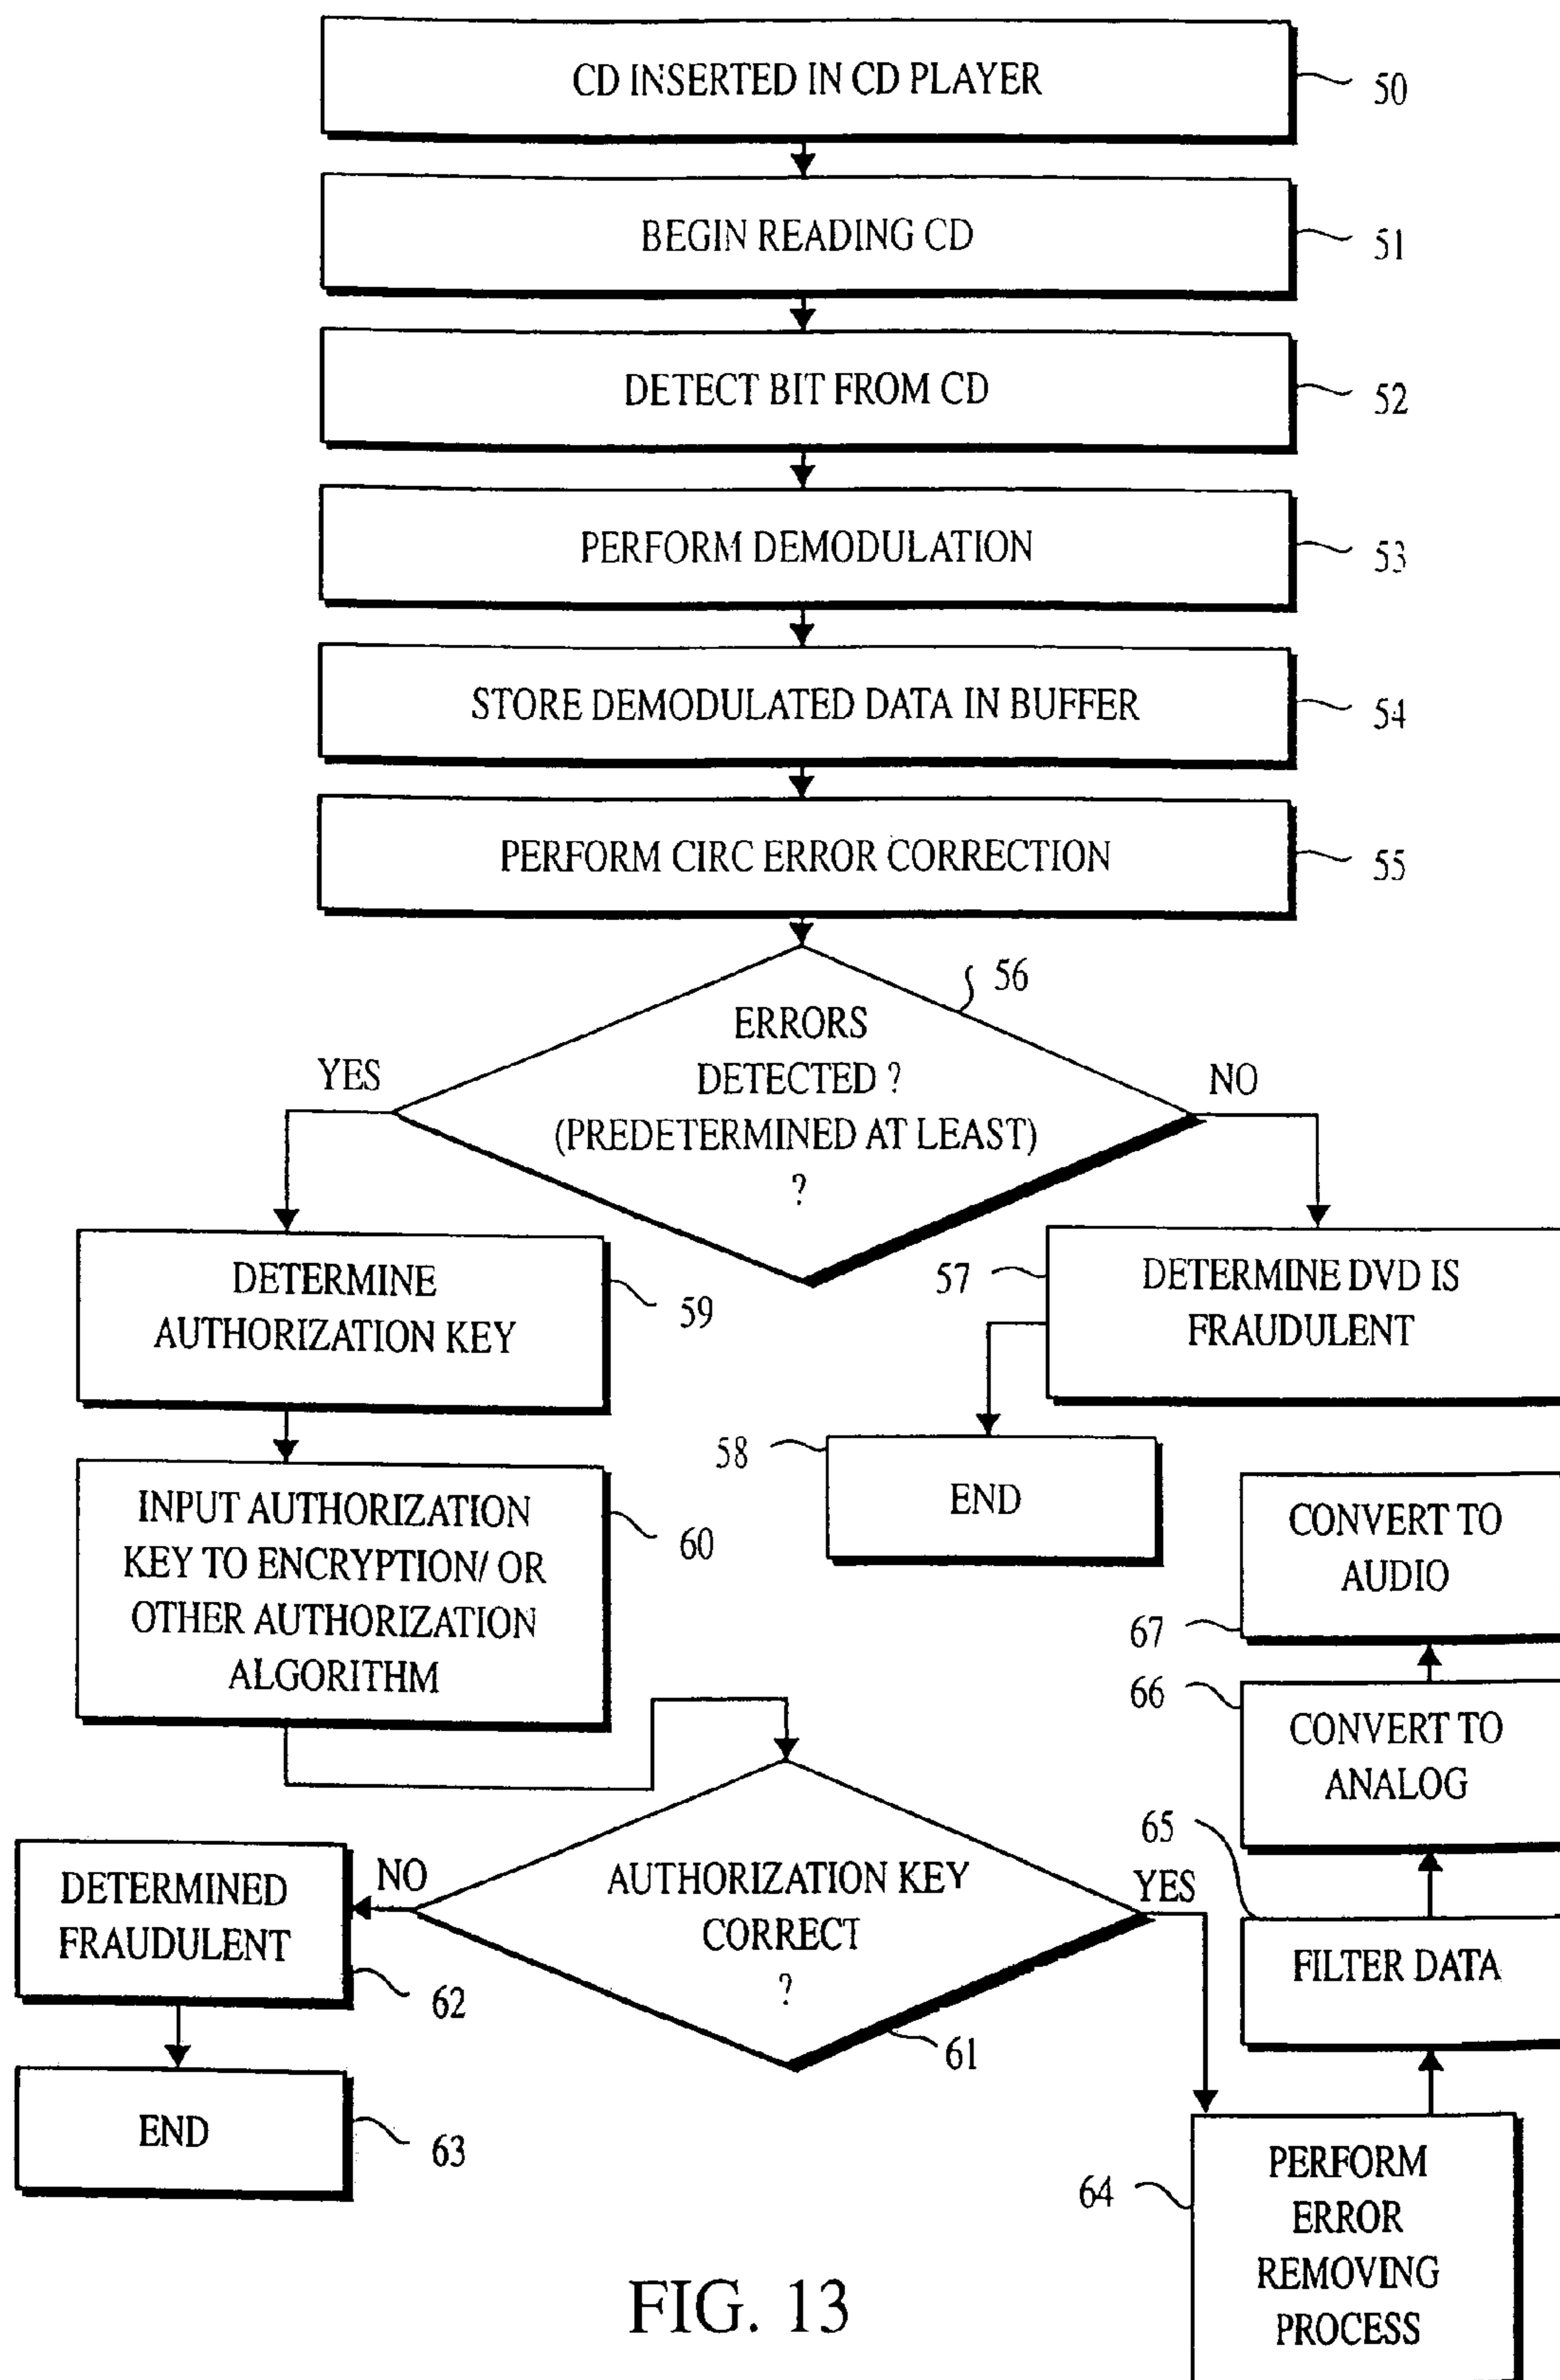 CD INSERTED IN CD PLAYER
50
BEGIN READING CD
51
DETECT BIT FROM CD
52
PERFORM DEMODULATION
53
STORE DEMODULATED DATA IN BUFFER
54
PERFORM CIRC ERROR CORRECTION
55
56
ERRORS
DETECTED ?
(PREDETERMINED AT LEAST)
?
YES
NO
DETERMINE
AUTHORIZATION KEY
59
57
DETERMINE DVD IS
FRAUDULENT
58
END
INPUT AUTHORIZATION
KEY TO ENCRYPTION/ OR
OTHER AUTHORIZATION
ALGORITHM
60
CONVERT TO
AUDIO
67
66
CONVERT TO
ANALOG
65
FILTER DATA
AUTHORIZATION KEY
CORRECT
?
61
NO
YES
DETERMINED
FRAUDULENT
62
END
63
64
PERFORM
ERROR
REMOVING
PROCESS
FIG. 13